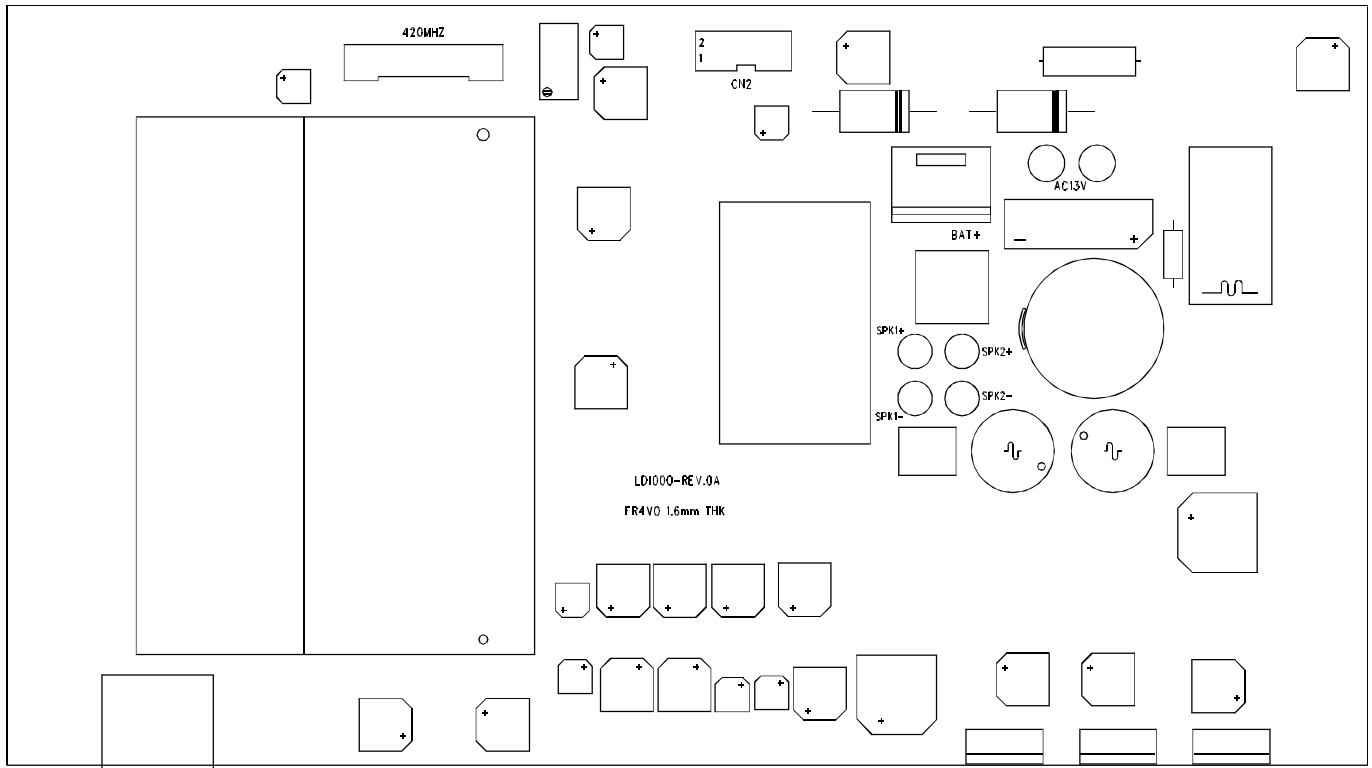 420MHZ
2
1
CN2
AC13V
BAT+
SPK1+
SPK2+
SPK2-
SPK1-
LD1000-REV.0A
FR4V0 1.6mm THK